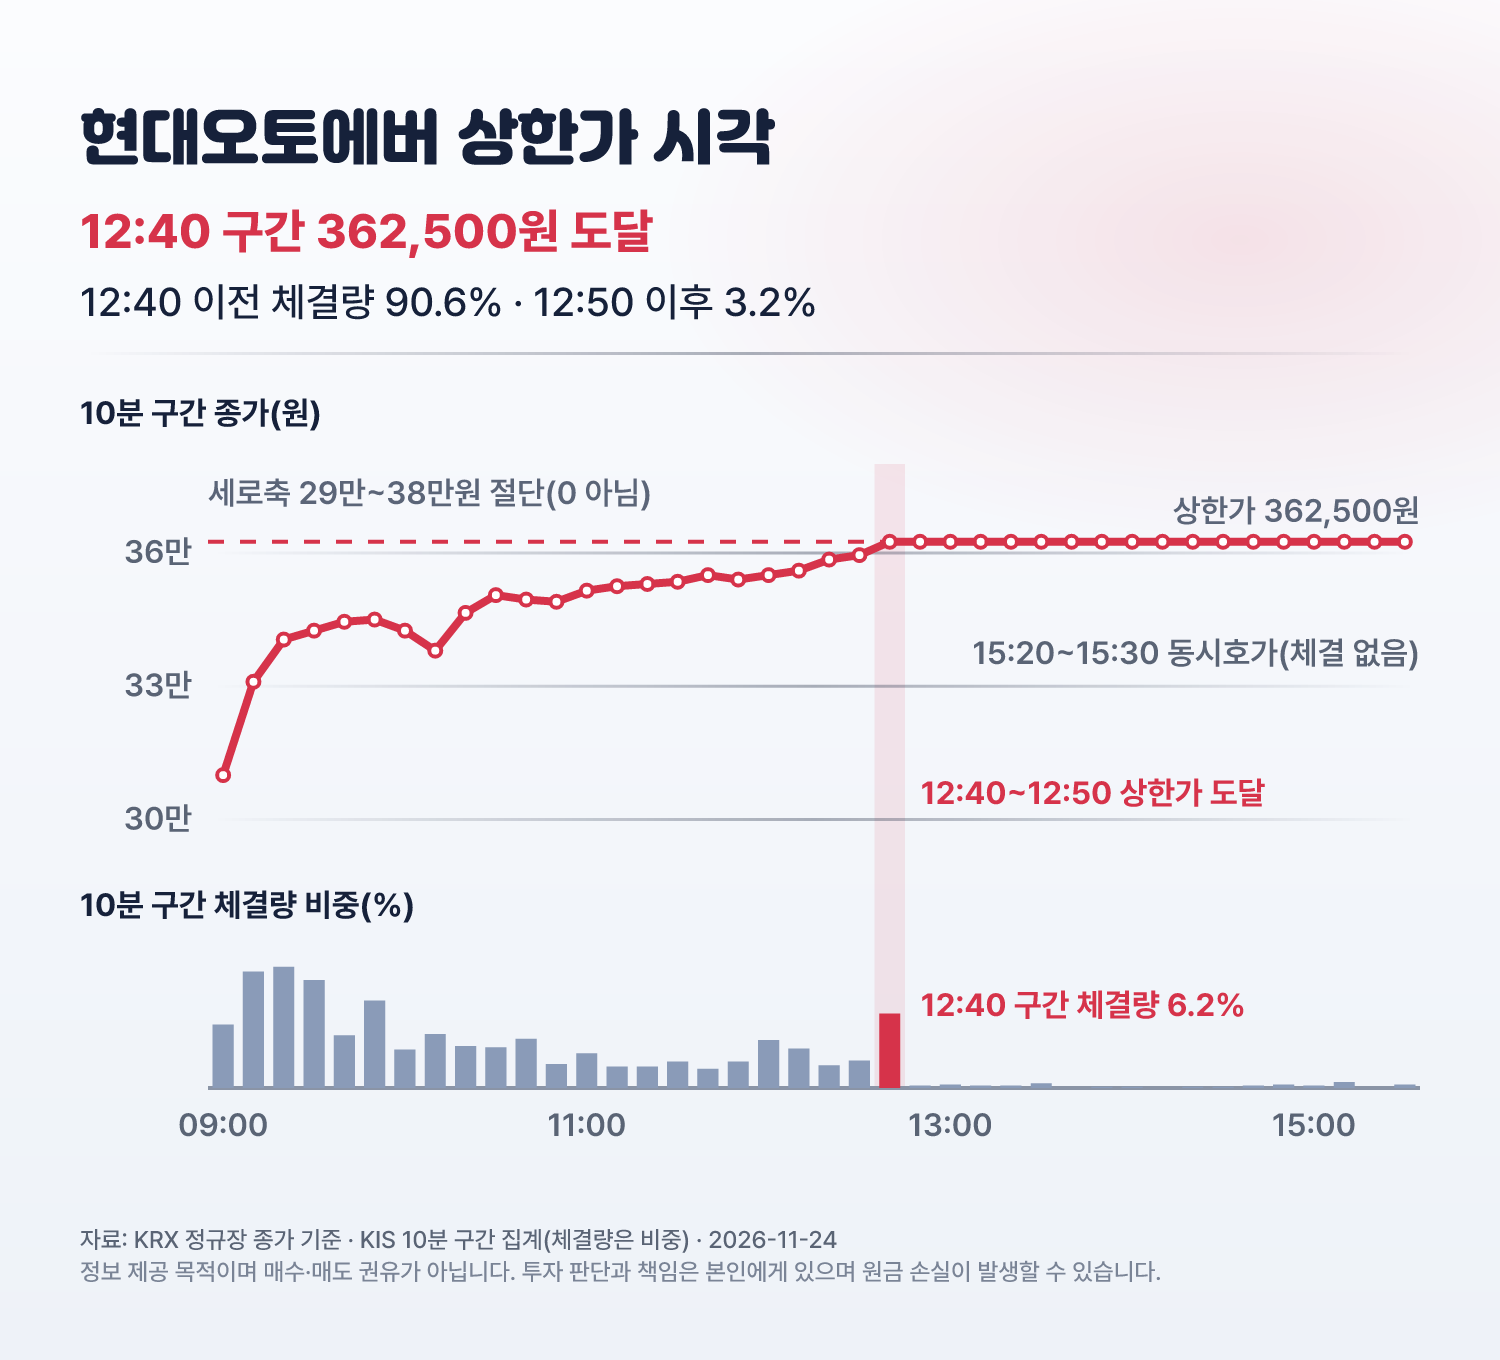 현대오토에버 상한가 시각
12:40 구간 362,500원 도달
12:40 이전 체결량 90.6% · 12:50 이후 3.2%
10분 구간 종가(원)
세로축 29만~38만원 절단(0 아님)
상한가 362,500원
36만
15:20~15:30 동시호가(체결 없음)
33만
12:40~12:50 상한가 도달
30만
10분 구간 체결량 비중(%)
12:40 구간 체결량 6.2%
09:00 11:00 13:00 15:00
자료: KRX 정규장 종가 기준 · KIS 10분 구간 집계(체결량은 비중) · 2026-11-24
정보 제공 목적이며 매수·매도 권유가 아닙니다. 투자 판단과 책임은 본인에게 있으며 원금 손실이 발생할 수 있습니다.